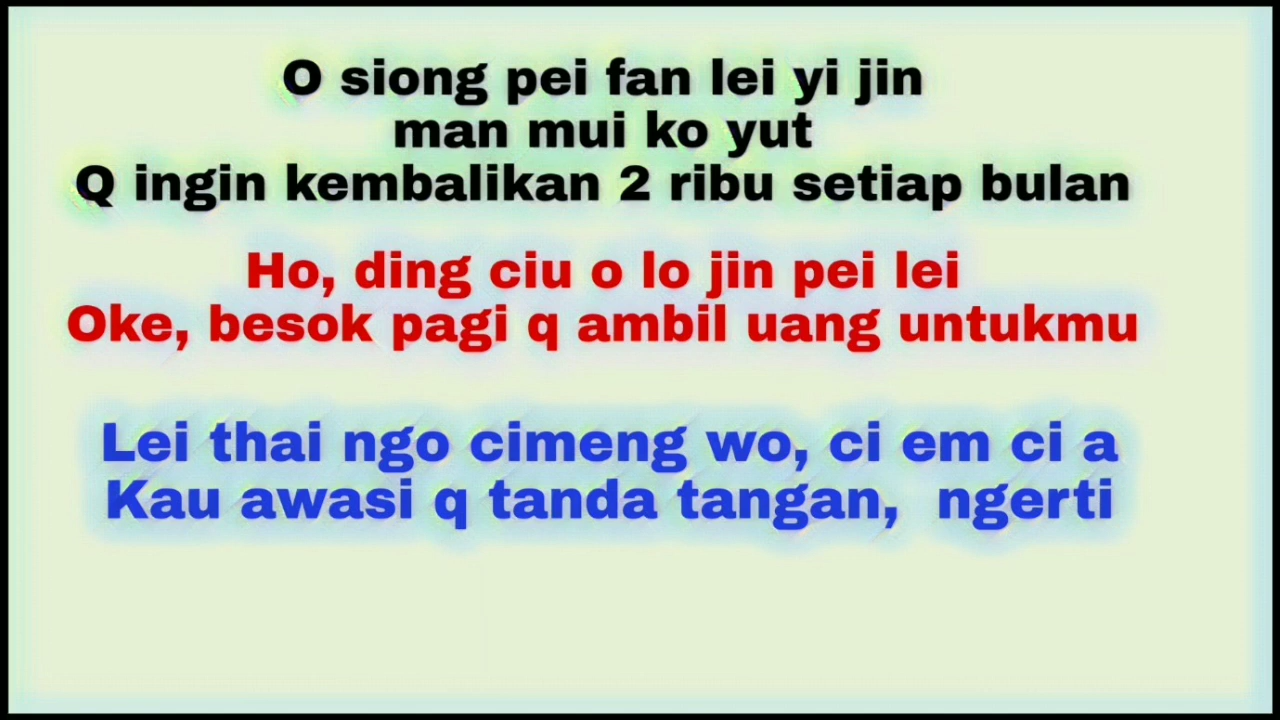 O siong pei fan lei yi jin
man mui ko yut
Q ingin kembalikan 2 ribu setiap bulan
Ho, ding ciu o lo jin pei lei
Oke, besok pagi q ambil uang untukmu
Lei thai ngo cimeng wo, ci em ci a
Kau awasi q tanda tangan, ngerti